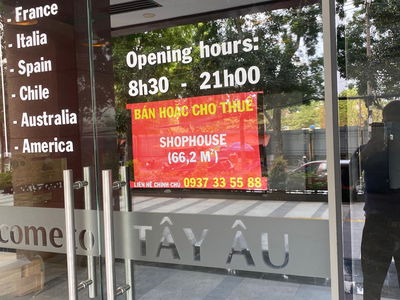 - France
- Italia
- Spain
- Chile
- Australia
- America
Opening hours:
8h30 - 21h00
BÁN HOẶC CHO THUÊ
SHOPHOUSE
(66,2 M²)
LIÊN HỆ CHÍNH CHỦ 0937 33 55 88
come to TÂY ÂU